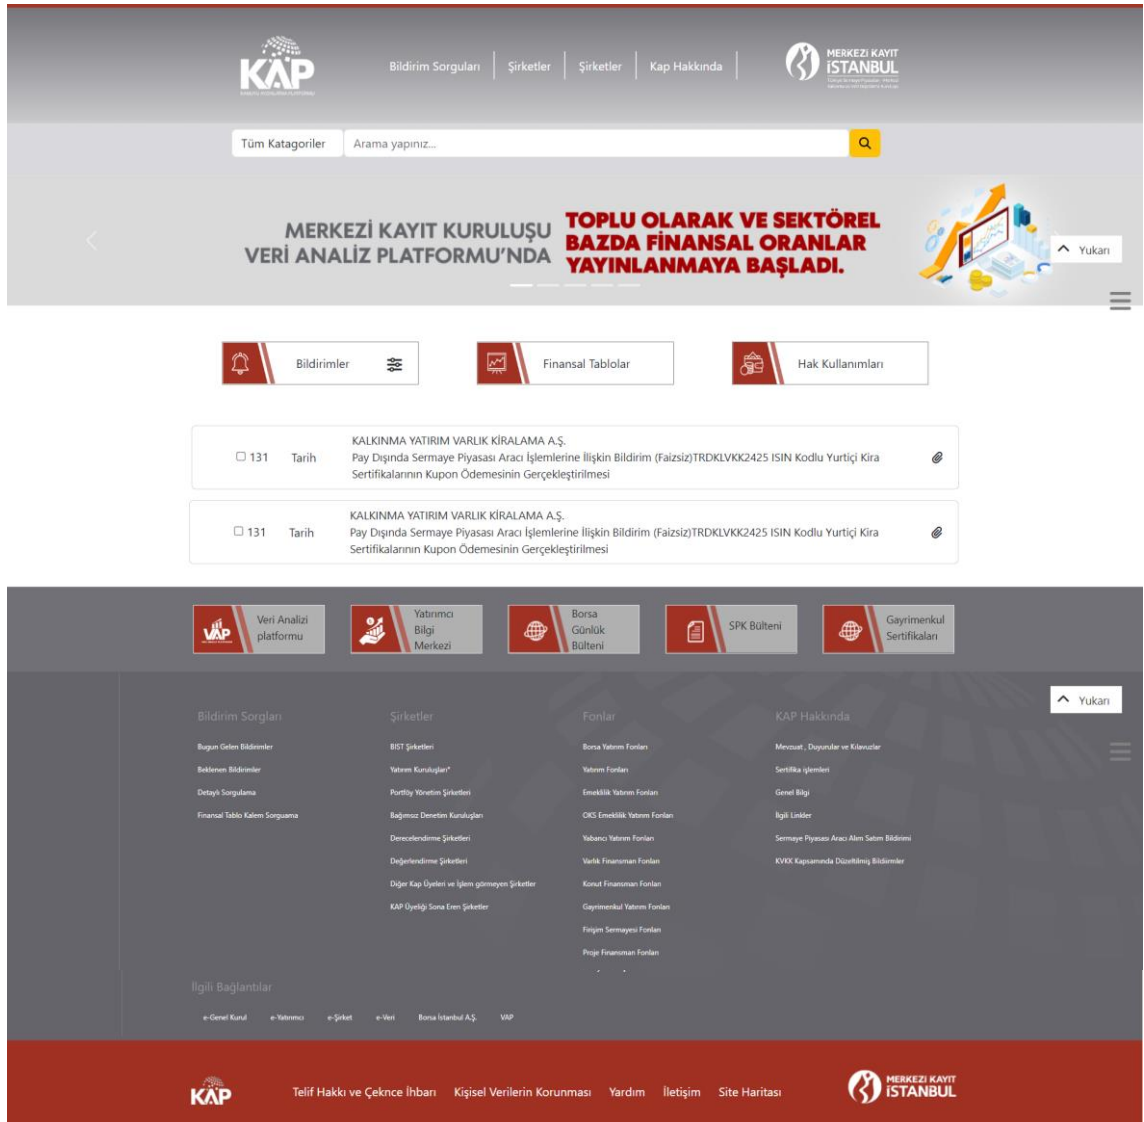 KAP
Bildirim Sorguları
Şirketler
Şirketler
Kap Hakkında
MERKEZİ KAYIT
İSTANBUL
Tüm Katagoriler
Arama yapınız...
MERKEZİ KAYIT KURULUŞU
VERİ ANALİZ PLATFORMU'NDA
TOPLU OLARAK VE SEKTÖREL
BAZDA FİNANSAL ORANLAR
YAYINLANMAYA BAŞLADI.
Yukarı
Bildirimler
Finansal Tablolar
Hak Kullanımları
KALKINMA YATIRIM VARLIK KİRALAMA A.Ş.
131 Tarih Pay Dışında Sermaye Piyasası Aracı İşlemlerine İlişkin Bildirim (Faizsiz)TRDKLVKK2425 ISIN Kodlu Yurtiçi Kira
Sertifikalarının Kupon Ödemesinin Gerçekleştirilmesi
KALKINMA YATIRIM VARLIK KİRALAMA A.Ş.
131 Tarih Pay Dışında Sermaye Piyasası Aracı İşlemlerine İlişkin Bildirim (Faizsiz)TRDKLVKK2425 ISIN Kodlu Yurtiçi Kira
Sertifikalarının Kupon Ödemesinin Gerçekleştirilmesi
VAP
Veri Analizi
platformu
Yatırımcı
Bilgi
Merkezi
Borsa
Günlük
Bülteni
SPK Bülteni
Gayrimenkul
Sertifikaları
Yukarı
Bildirim Sorgları
Bugun Gelen Bildirimler
Beklenen Bildirimler
Detaylı Sorgulama
Finansal Tablo Kalem Sorguama
Şirketler
BIST Şirketleri
Yatırım Kuruluşları*
Portföy Yönetim Şirketleri
Bağımsız Denetim Kuruluşları
Derecelendirme Şirketleri
Değerlendirme Şirketleri
Diğer Kap Üyeleri ve İşlem görmeyen Şirketler
KAP Üyeliği Sona Eren Şirketler
Fonlar
Borsa Yatırım Fonları
Yatırım Fonları
Emeklilik Yatırım Fonları
OKS Emeklilik Yatırım Fonları
Yabancı Yatırım Fonları
Varlık Finansman Fonları
Konut Finansman Fonları
Gayrimenkul Yatırım Fonları
Firişim Sermayesi Fonları
Proje Finansman Fonları
KAP Hakkında
Mevzuat , Duyurular ve Kılavuzlar
Sertifika işlemleri
Genel Bilgi
İlgili Linkler
Sermaye Piyasası Aracı Alım Satım Bildirimi
KVKK Kapsamında Düzeltilmiş Bildirimler
İlgili Bağlantılar
e-Genel Kurul e-Yatırımcı e-Şirket e-Veri Borsa İstanbul A.Ş. VAP
KAP
Telif Hakkı ve Çeknce İhbarı Kişisel Verilerin Korunması Yardım İletişim Site Haritası
MERKEZİ KAYIT
İSTANBUL